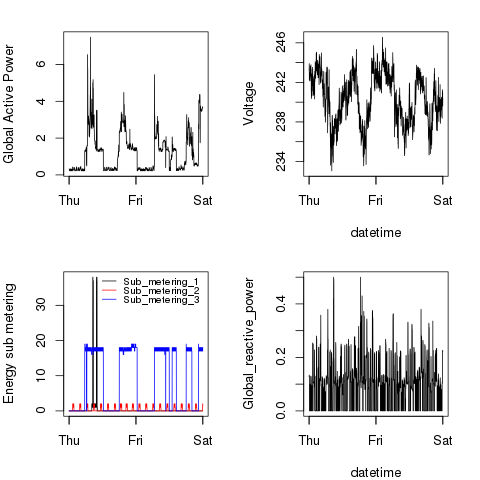 Global Active Power
6
4
2
0
Thu Fri Sat
Voltage
246
242
238
234
Thu Fri Sat
datetime
Energy sub metering
30
20
10
0
Sub_metering_1
Sub_metering_2
Sub_metering_3
Thu Fri Sat
Global_reactive_power
0.4
0.2
0.0
Thu Fri Sat
datetime